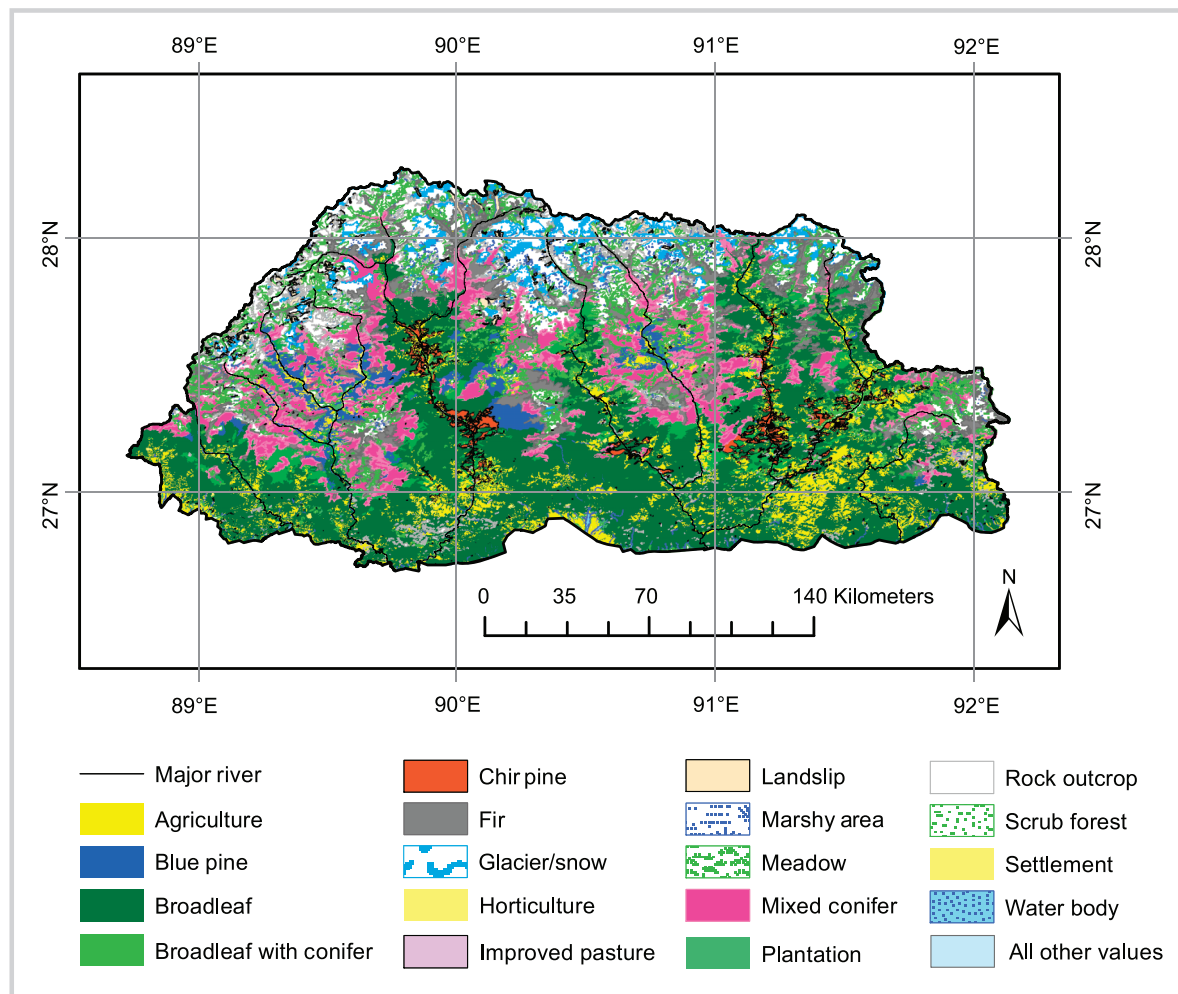 89°E 90°E 91°E 92°E
28°N 28°N
27°N 27°N
N
0 35 70 140 Kilometers
89°E 90°E 91°E 92°E
Major river Chir pine Landslip Rock outcrop
Agriculture Fir Marshy area Scrub forest
Blue pine Glacier/snow Meadow Settlement
Broadleaf Horticulture Mixed conifer Water body
Broadleaf with conifer Improved pasture Plantation All other values